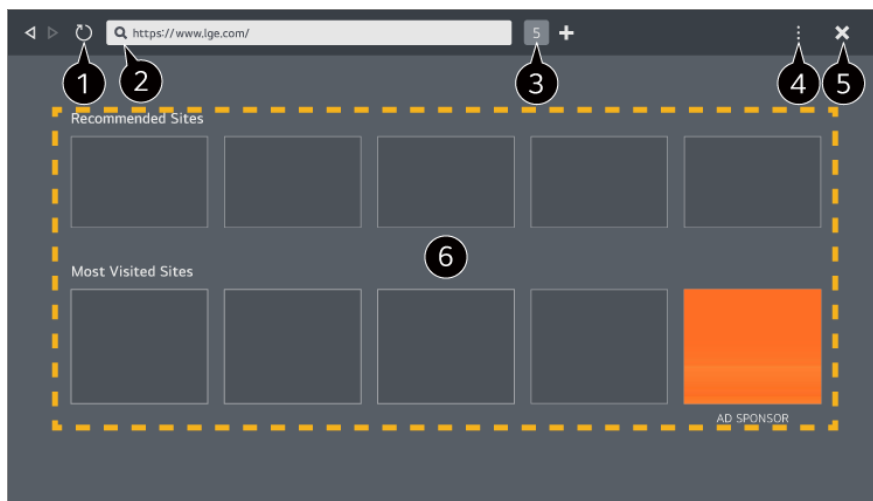 https://www.lge.com/ 5
1 2 3 4 5
Recommended Sites
6
Most Visited Sites
AD SPONSOR